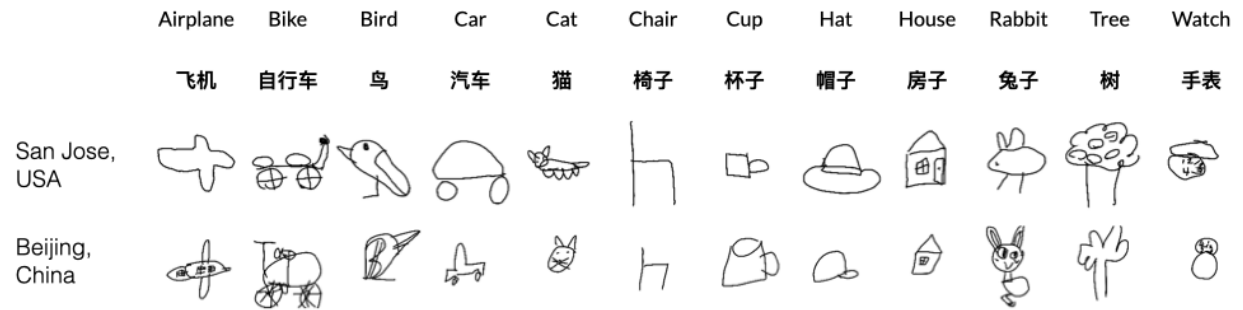 Airplane Bike Bird Car Cat Chair Cup Hat House Rabbit Tree Watch
飞机 自行车 鸟 汽车 猫 椅子 杯子 帽子 房子 兔子 树 手表
San Jose,
USA
Beijing,
China